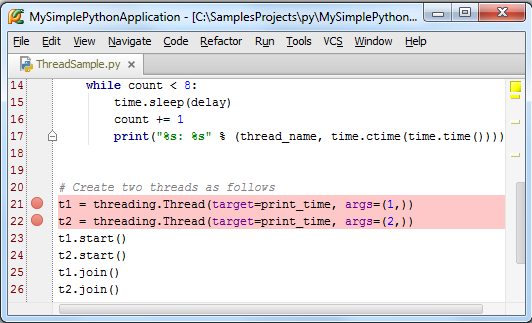 MySimplePythonApplication - [C:\SamplesProjects\py\MySimplePython...
File Edit View Navigate Code Refactor Run Tools VCS Window Help
ThreadSample.py
14 while count < 8:
15 time.sleep(delay)
16 count += 1
17 print("%s: %s" % (thread_name, time.ctime(time.time())))
18
19
20 # Create two threads as follows
21 t1 = threading.Thread(target=print_time, args=(1,))
22 t2 = threading.Thread(target=print_time, args=(2,))
23 t1.start()
24 t2.start()
25 t1.join()
26 t2.join()